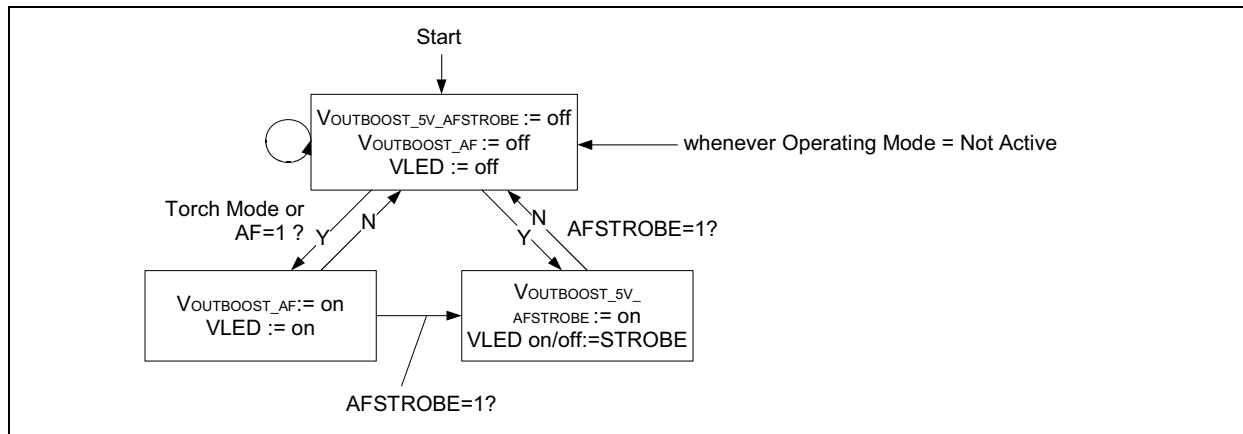 Start
VOUTBOOST_5V_AFSTROBE := off
VOUTBOOST_AF := off
VLED := off
whenever Operating Mode = Not Active
Torch Mode or
AF=1 ?
Y
N
N
Y
AFSTROBE=1?
VOUTBOOST_AF:= on
VLED := on
VOUTBOOST_5V_
AFSTROBE := on
VLED on/off:=STROBE
AFSTROBE=1?